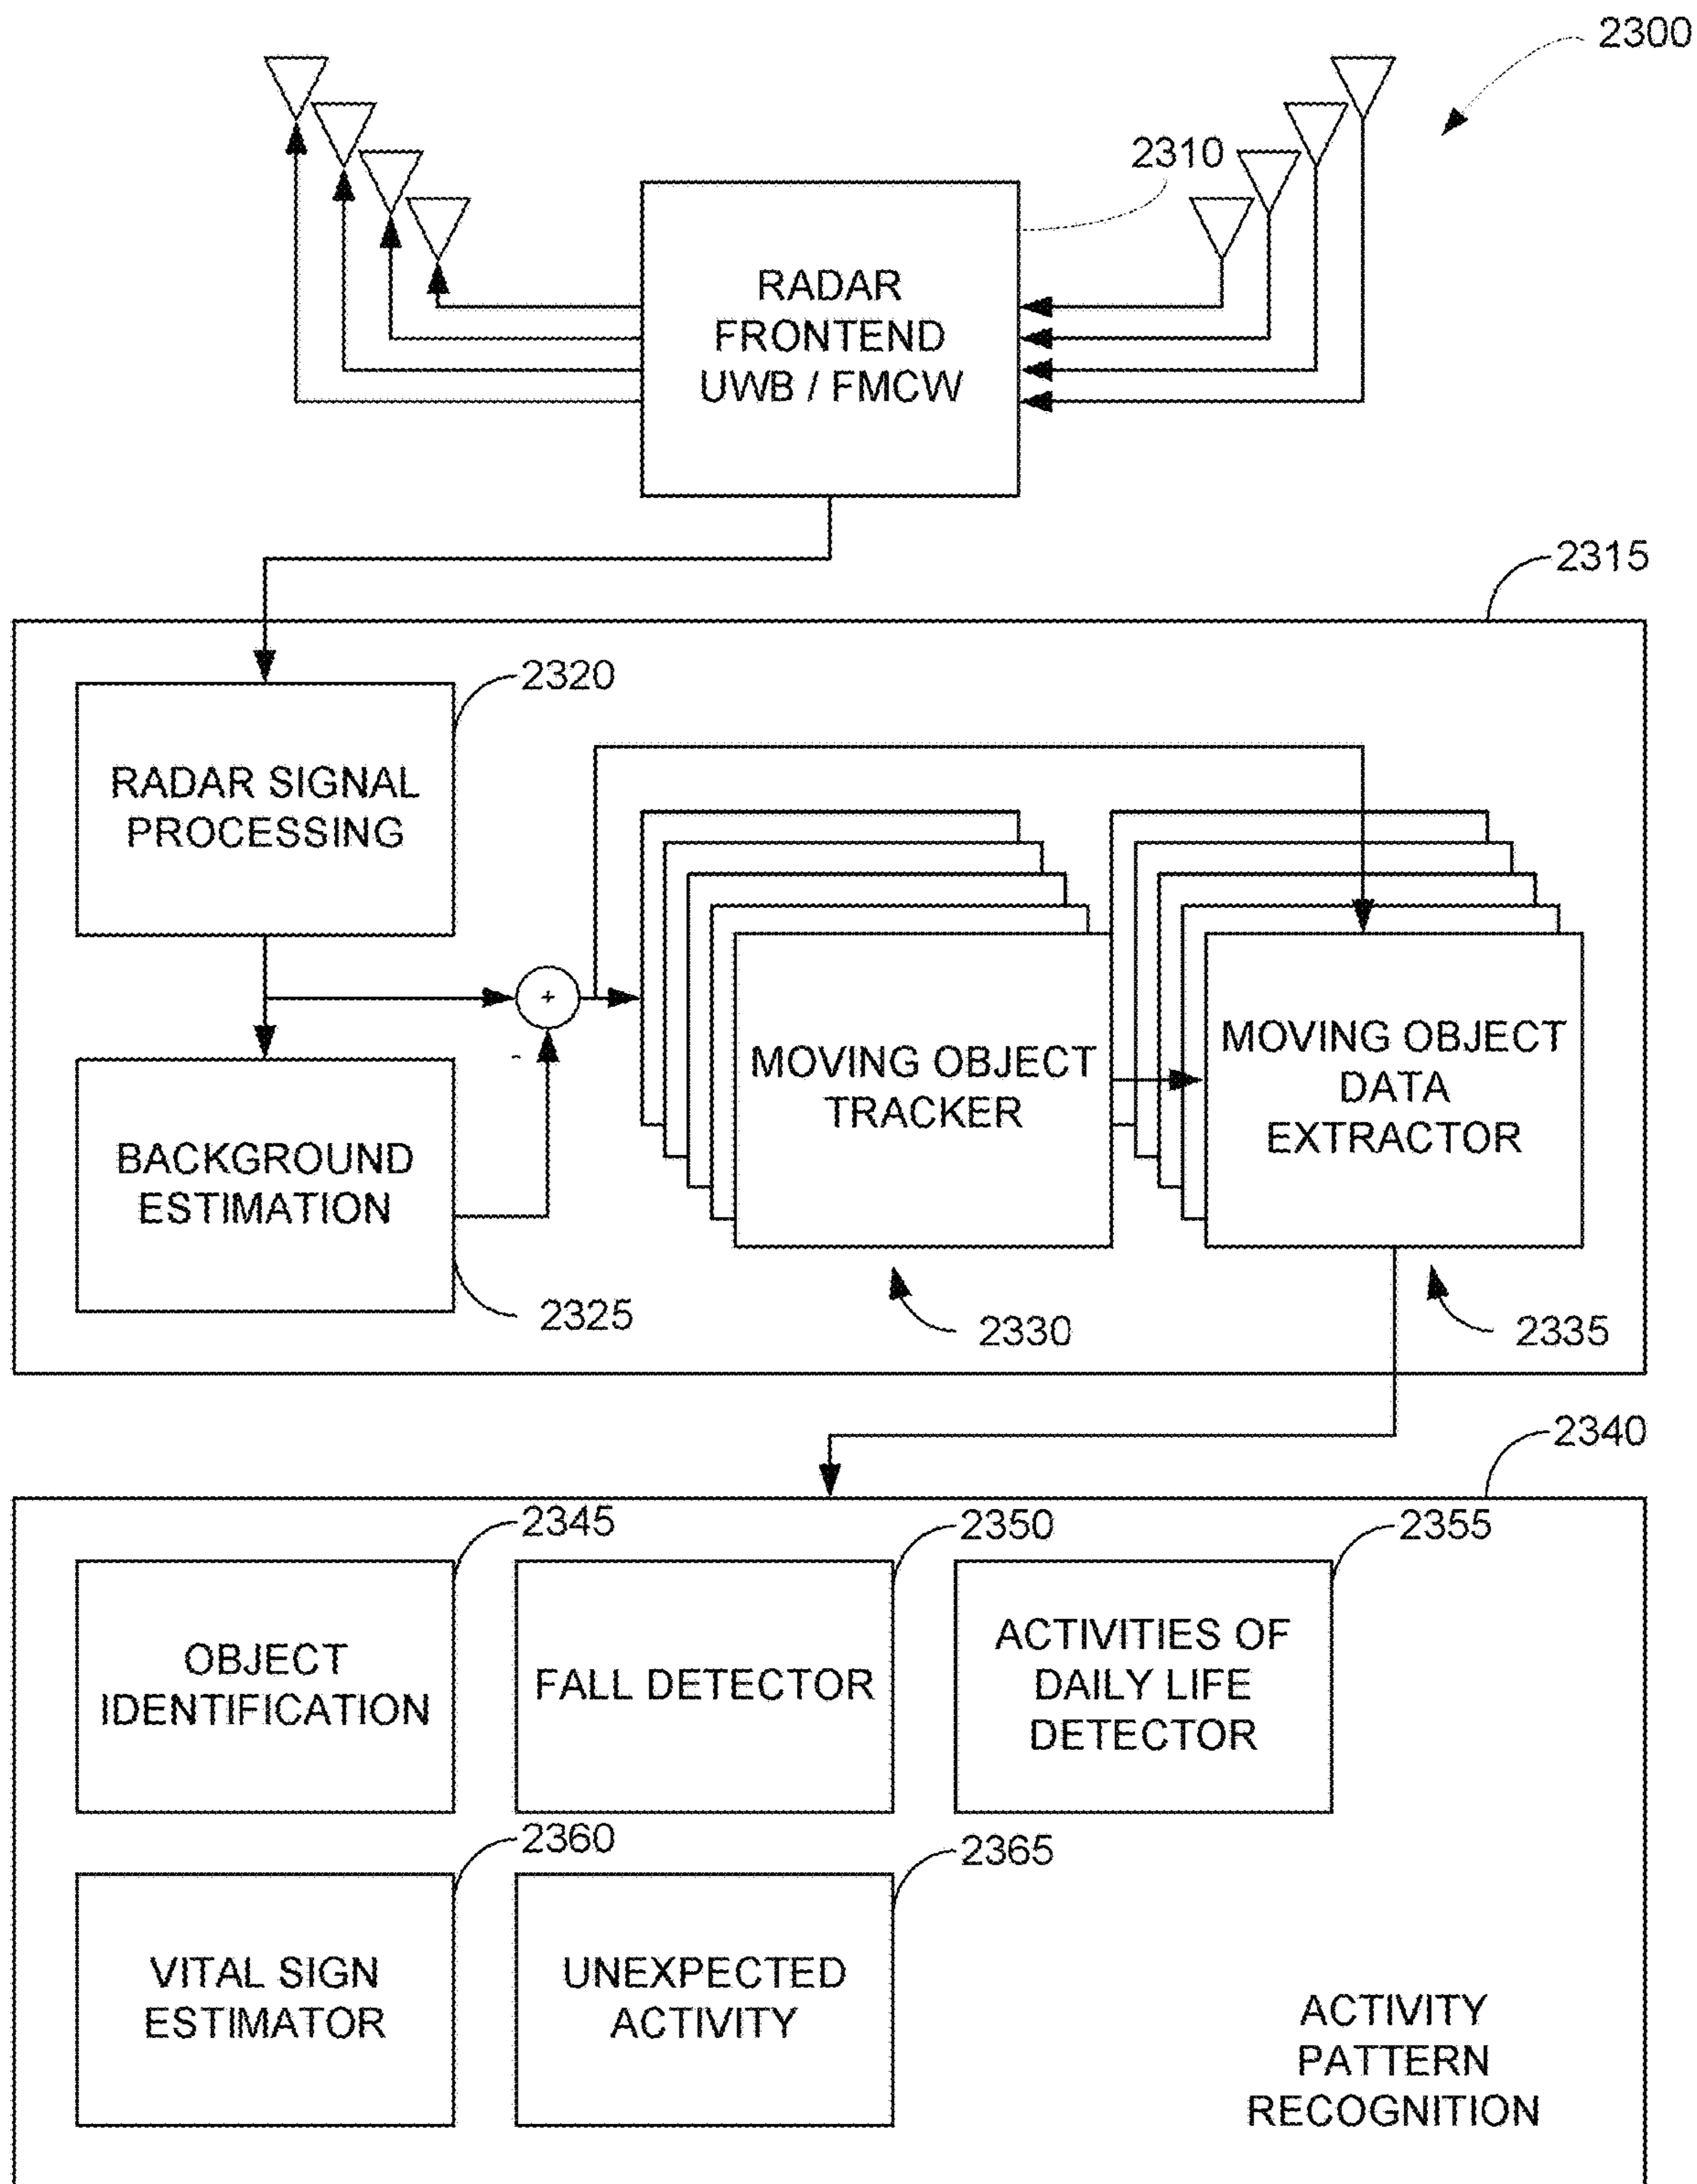 2300
2310
RADAR
FRONTEND
UWB / FMCW
2315
2320
RADAR SIGNAL
PROCESSING
+
-
MOVING OBJECT
TRACKER
MOVING OBJECT
DATA
EXTRACTOR
BACKGROUND
ESTIMATION
2325
2330
2335
2340
2345
2350
2355
OBJECT
IDENTIFICATION
FALL DETECTOR
ACTIVITIES OF
DAILY LIFE
DETECTOR
2360
2365
VITAL SIGN
ESTIMATOR
UNEXPECTED
ACTIVITY
ACTIVITY
PATTERN
RECOGNITION